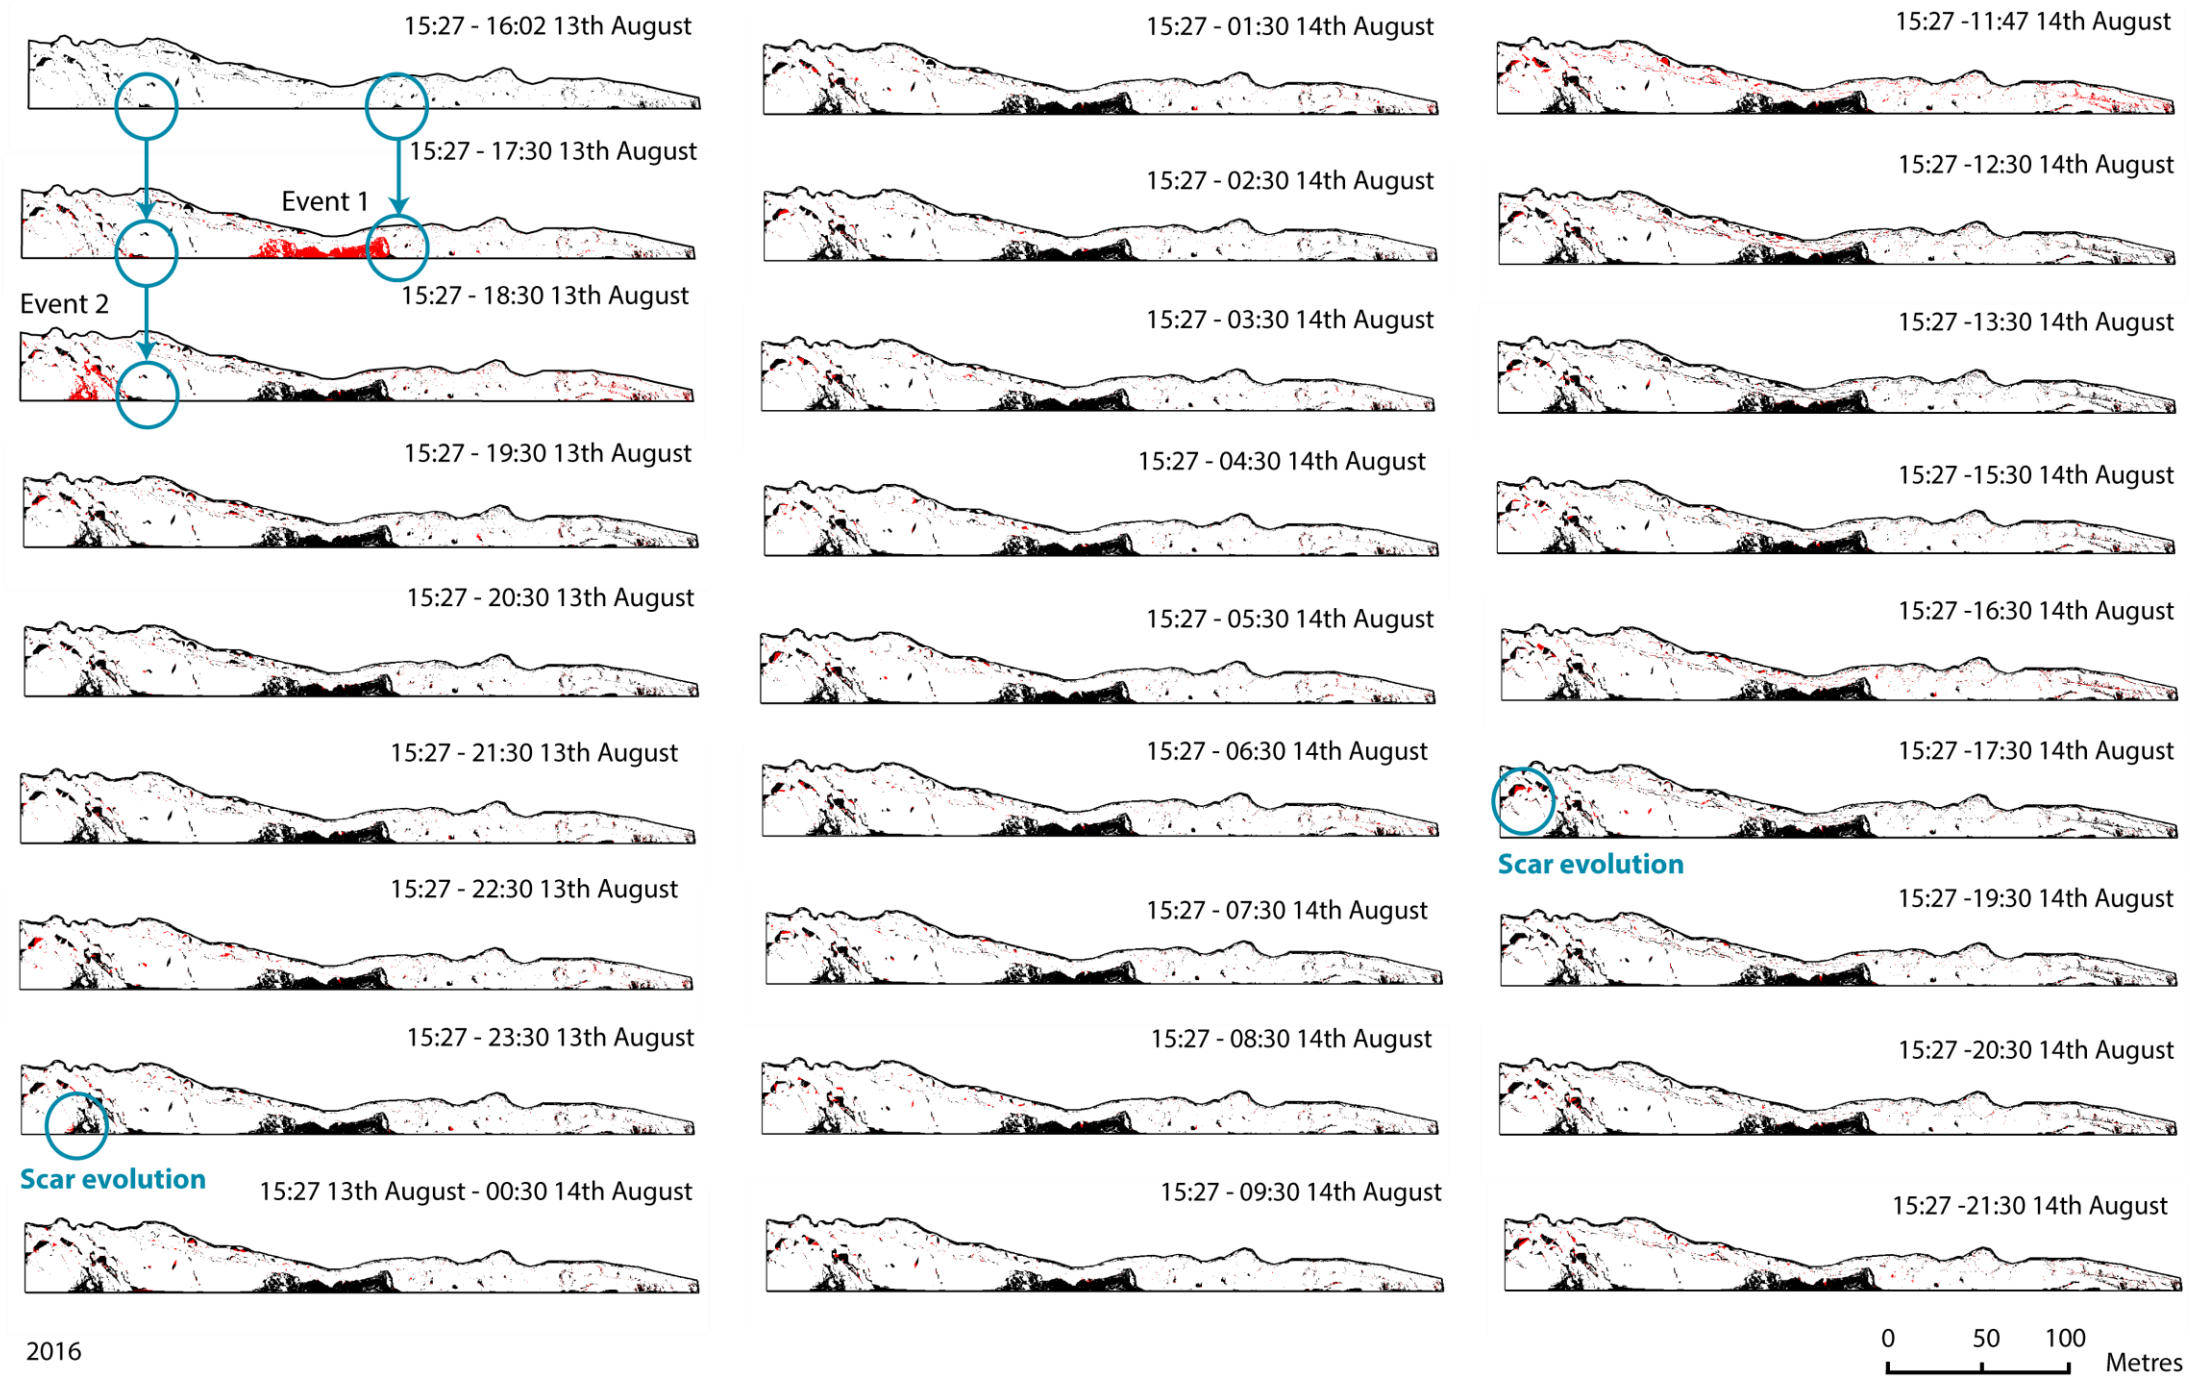 15:27 - 16:02 13th August
15:27 - 17:30 13th August
Event 1
15:27 - 18:30 13th August
Event 2
15:27 - 19:30 13th August
15:27 - 20:30 13th August
15:27 - 21:30 13th August
15:27 - 22:30 13th August
15:27 - 23:30 13th August
Scar evolution
15:27 13th August - 00:30 14th August
2016
15:27 - 01:30 14th August
15:27 - 02:30 14th August
15:27 - 03:30 14th August
15:27 - 04:30 14th August
15:27 - 05:30 14th August
15:27 - 06:30 14th August
15:27 - 07:30 14th August
15:27 - 08:30 14th August
15:27 - 09:30 14th August
15:27 -11:47 14th August
15:27 -12:30 14th August
15:27 -13:30 14th August
15:27 -15:30 14th August
15:27 -16:30 14th August
15:27 -17:30 14th August
Scar evolution
15:27 -19:30 14th August
15:27 -20:30 14th August
15:27 -21:30 14th August
0 50 100
Metres